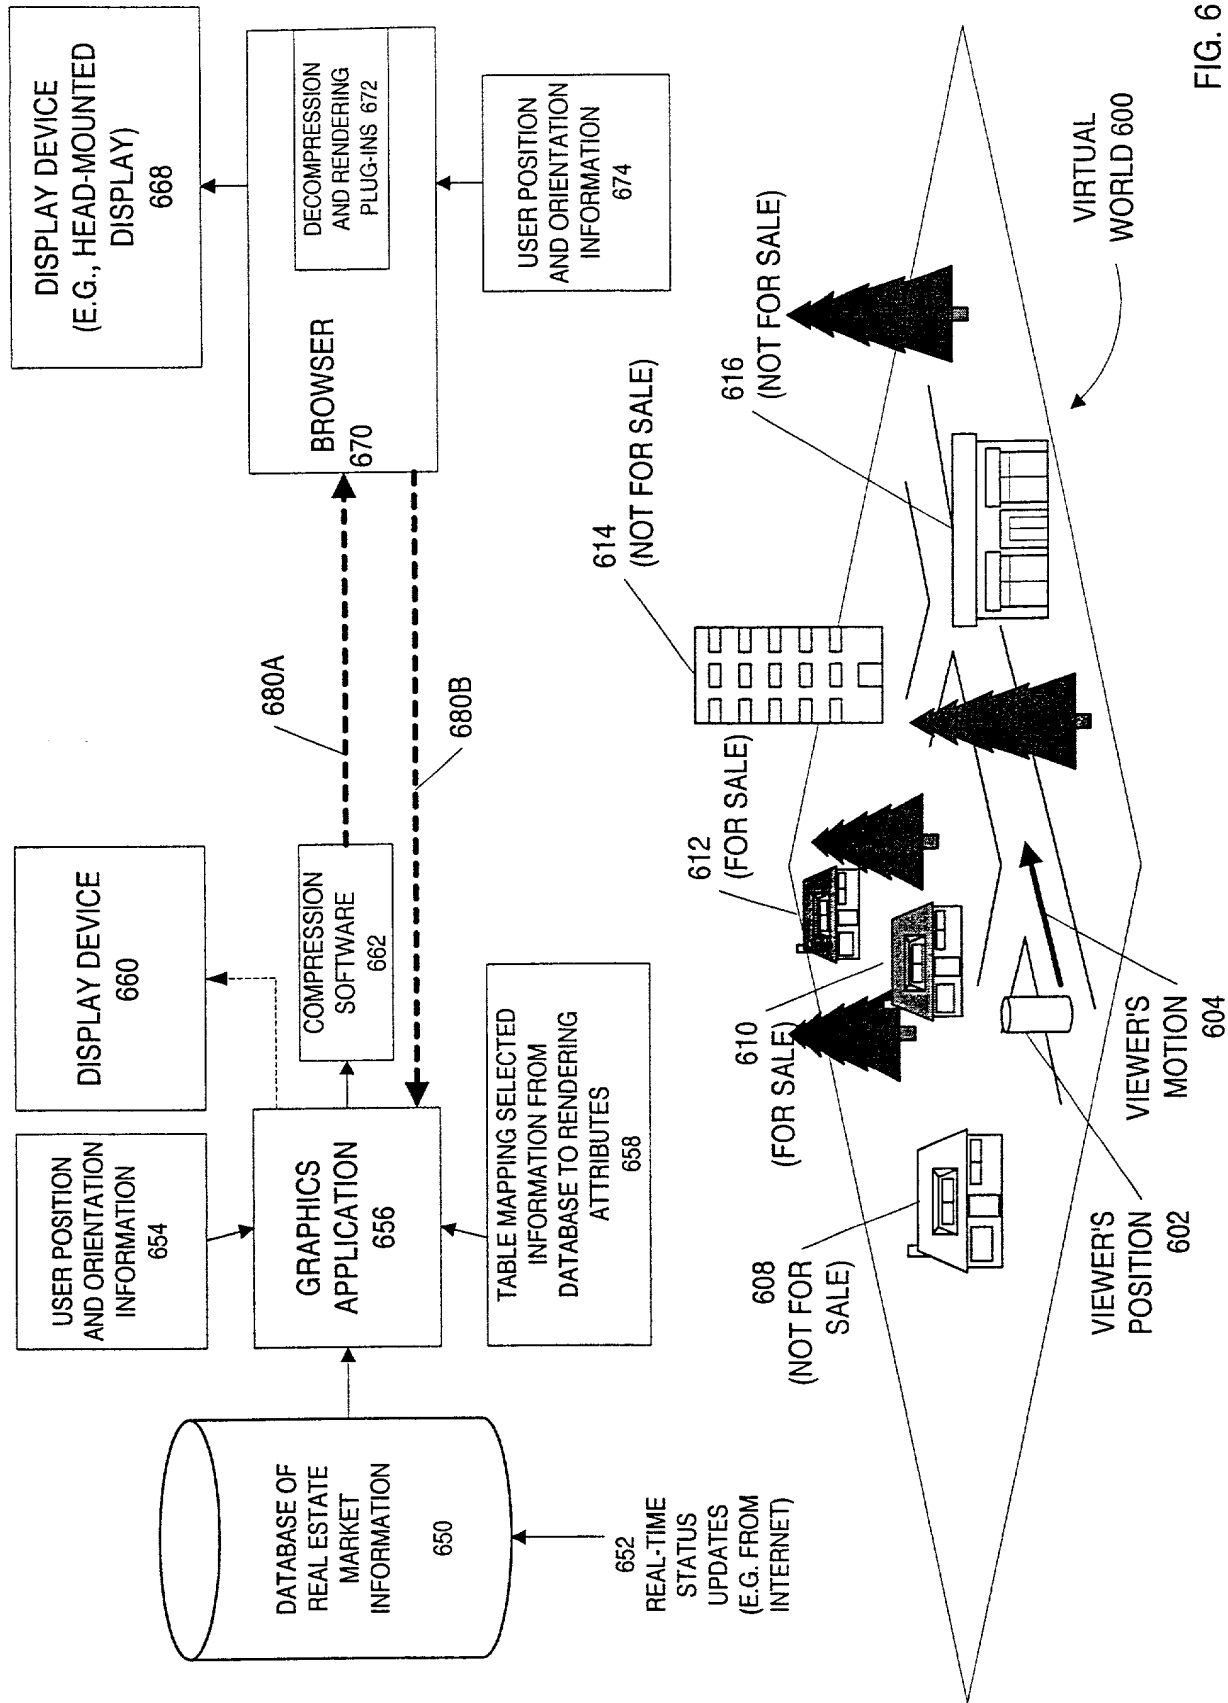 DISPLAY DEVICE
(E.G., HEAD-MOUNTED
DISPLAY)
668
DECOMPRESSION
AND RENDERING
PLUG-INS 672
BROWSER
670
USER POSITION
AND ORIENTATION
INFORMATION
674
680A
680B
DISPLAY DEVICE
660
COMPRESSION
SOFTWARE
662
USER POSITION
AND ORIENTATION
INFORMATION
654
GRAPHICS
APPLICATION
656
TABLE MAPPING SELECTED
INFORMATION FROM
DATABASE TO RENDERING
ATTRIBUTES
658
DATABASE OF
REAL ESTATE
MARKET
INFORMATION
650
652
REAL-TIME
STATUS
UPDATES
(E.G. FROM
INTERNET)
608
(NOT FOR
SALE)
610
(FOR SALE)
612
(FOR SALE)
614
(NOT FOR SALE)
616
(NOT FOR SALE)
VIRTUAL
WORLD 600
VIEWER'S
POSITION
602
VIEWER'S
MOTION
604
FIG. 6